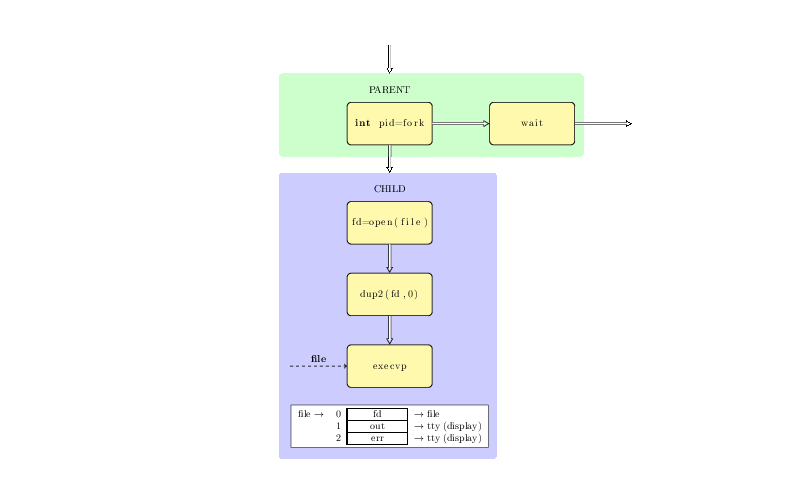 PARENT
int pid=fork
wait
CHILD
fd=open(file)
dup2(fd,0)
file
execvp
file → 0 fd → file
1 out → tty (display)
2 err → tty (display)